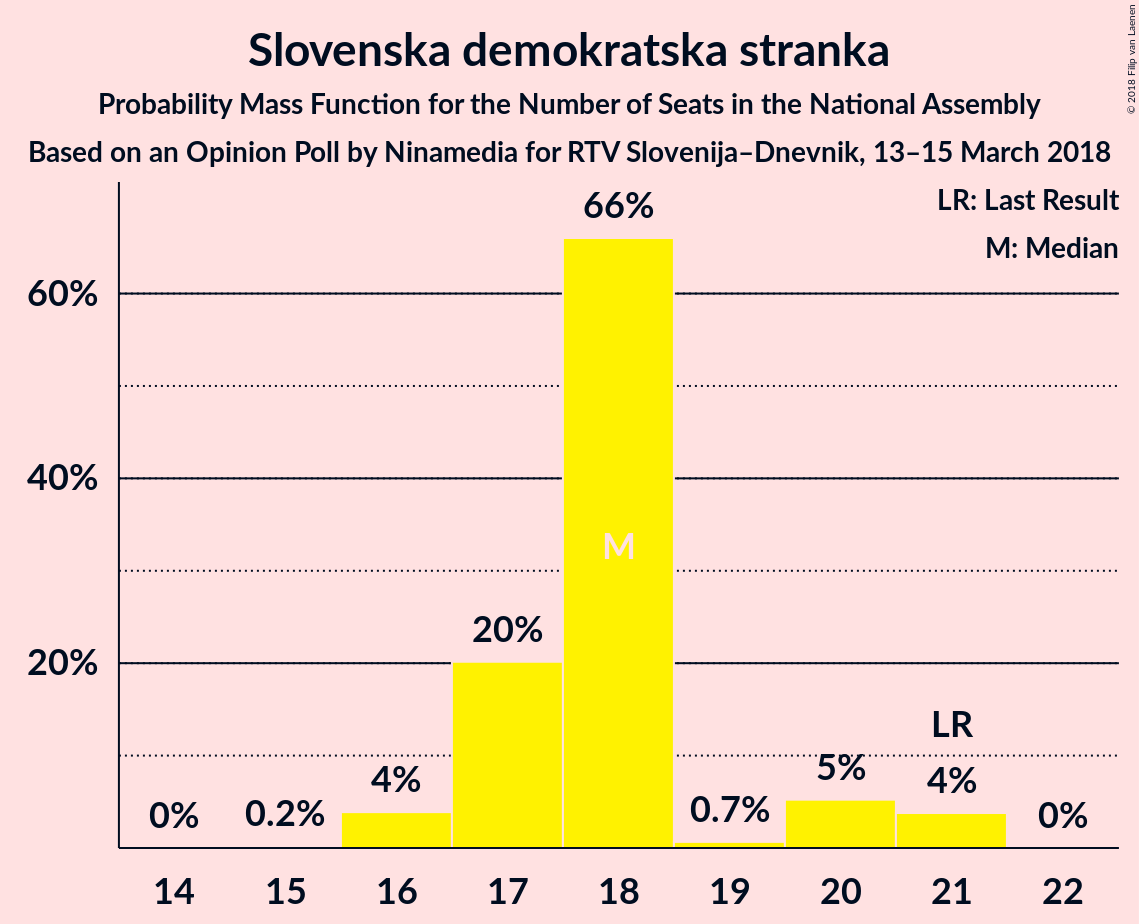 Slovenska demokratska stranka
Probability Mass Function for the Number of Seats in the National Assembly
Based on an Opinion Poll by Ninamedia for RTV Slovenija–Dnevnik, 13–15 March 2018
© 2018 Filip van Laenen
LR: Last Result
M: Median
60%
40%
20%
0%
0.2%
4%
20%
66%
M
0.7%
5%
LR
4%
0%
14 15 16 17 18 19 20 21 22